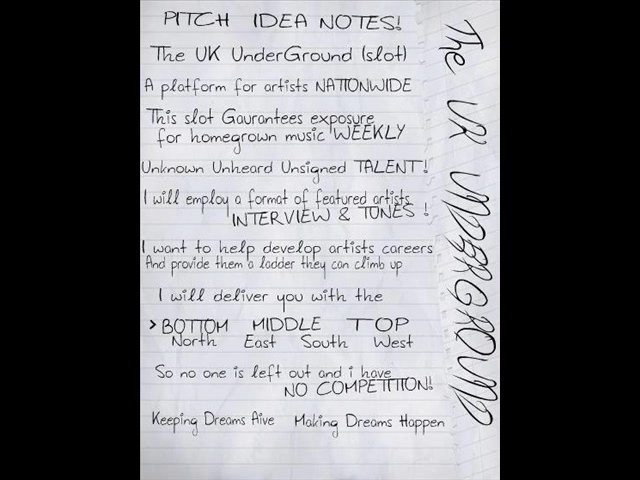 PITCH IDEA NOTES!
The UK UnderGround (slot)
A platform for artists NATIONWIDE
This slot Gaurantees exposure
for homegrown music WEEKLY
Unknown Unheard Unsigned TALENT!
I will employ a format of featured artists
INTERVIEW & TUNES !
I want to help develop artists careers
And provide them a ladder they can climb up
I will deliver you with the
> BOTTOM MIDDLE TOP
North East South West
So no one is left out and i have
NO COMPETITION!
Keeping Dreams Aive Making Dreams Happen
The UK UNDERGROUND